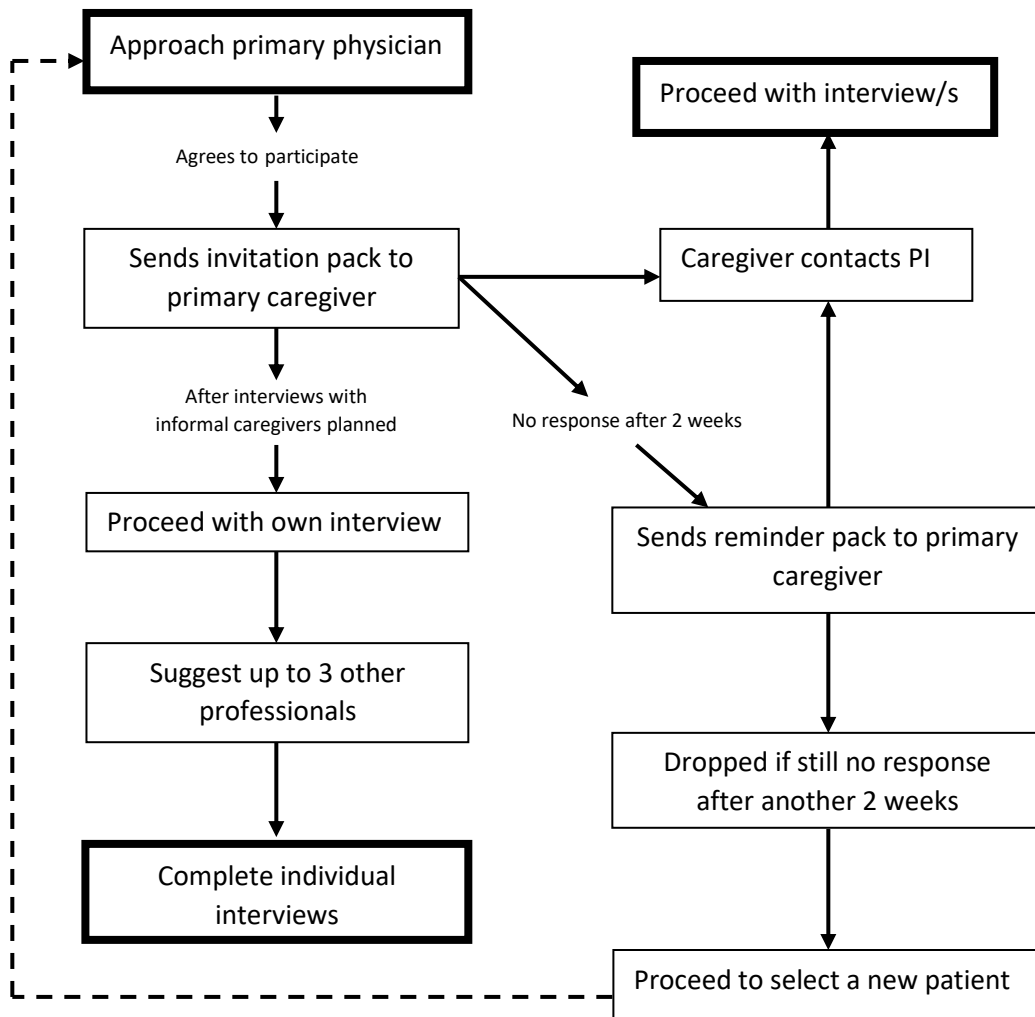 Approach primary physician
Proceed with interview/s
Agrees to participate
Sends invitation pack to
primary caregiver
Caregiver contacts PI
After interviews with
informal caregivers planned
No response after 2 weeks
Proceed with own interview
Sends reminder pack to primary
caregiver
Suggest up to 3 other
professionals
Dropped if still no response
after another 2 weeks
Complete individual
interviews
Proceed to select a new patient